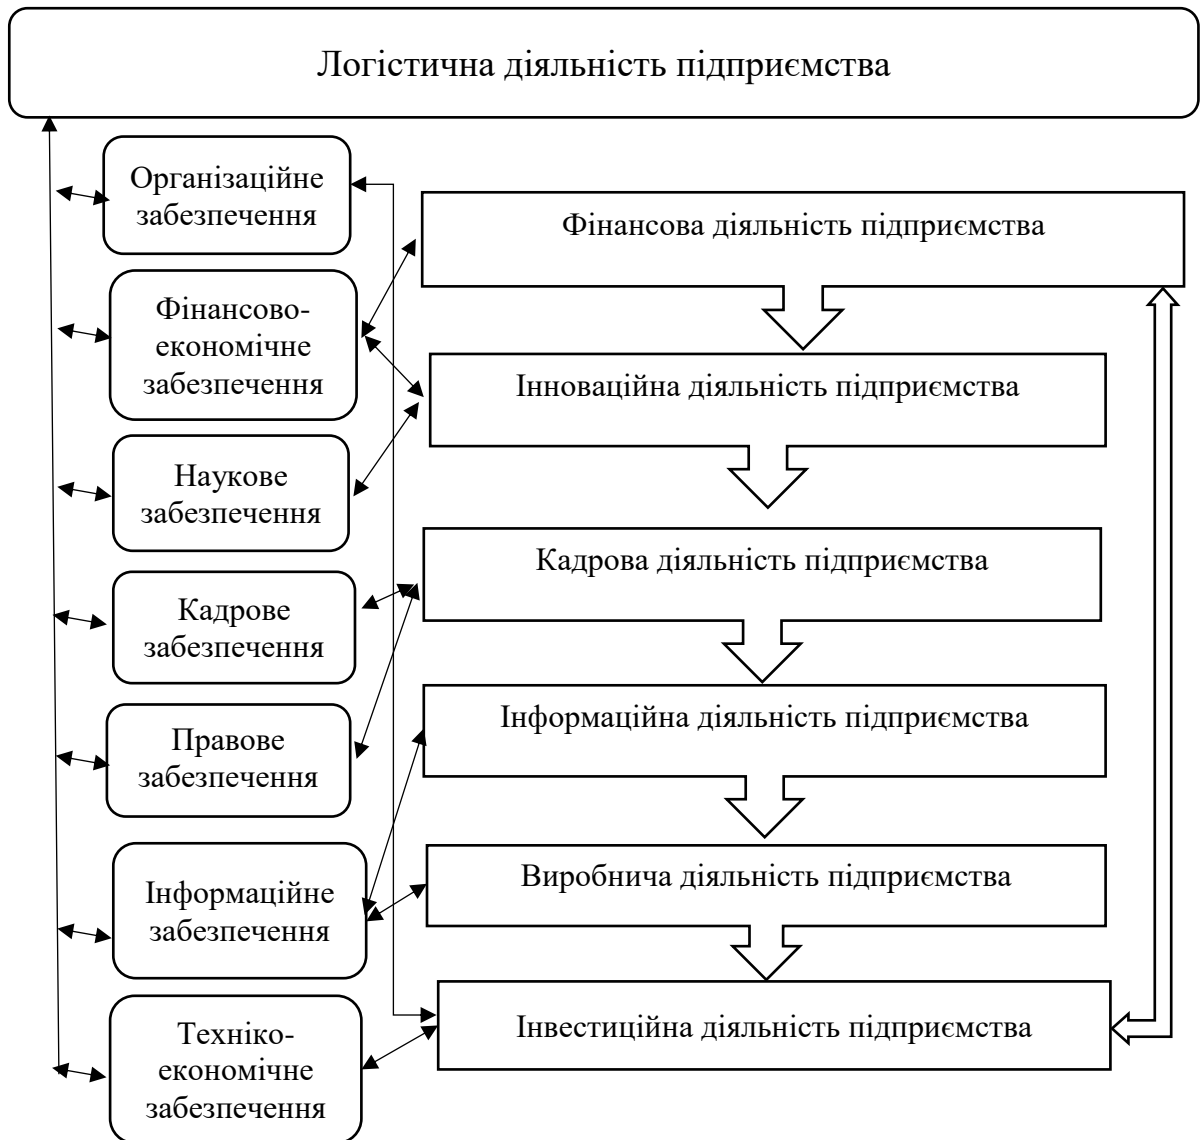 Логістична діяльність підприємства
Організаційне
забезпечення
Фінансово-
економічне
забезпечення
Наукове
забезпечення
Кадрове
забезпечення
Правове
забезпечення
Інформаційне
забезпечення
Техніко-
економічне
забезпечення
Фінансова діяльність підприємства
Інноваційна діяльність підприємства
Кадрова діяльність підприємства
Інформаційна діяльність підприємства
Виробнича діяльність підприємства
Інвестиційна діяльність підприємства